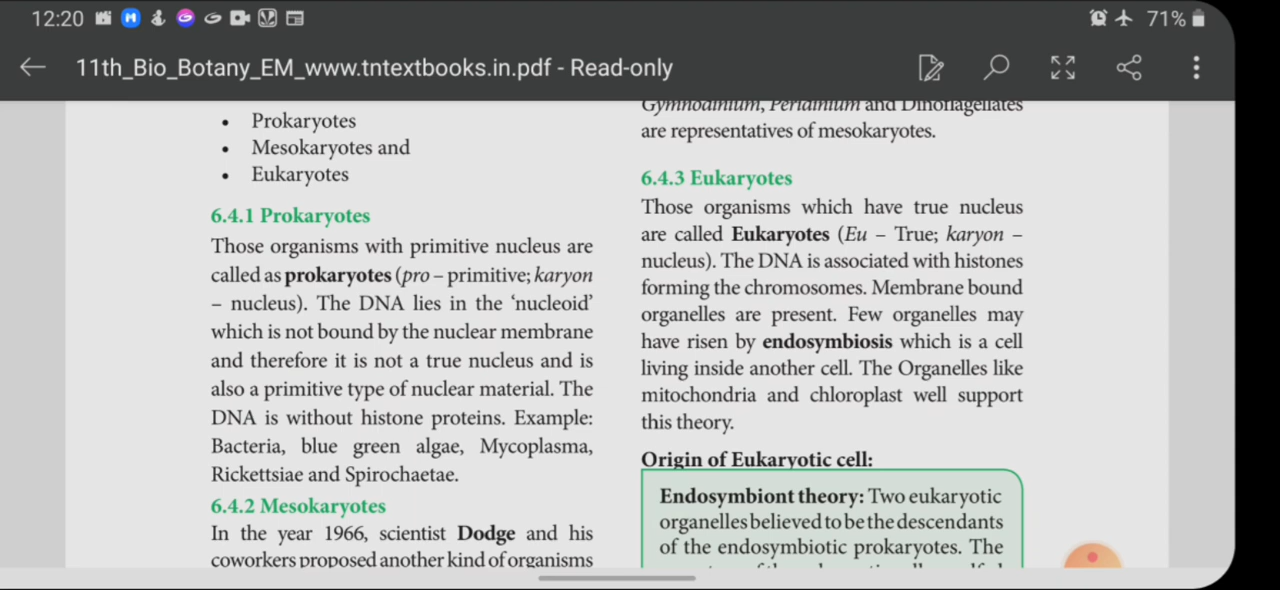 12:20
71%
11th_Bio_Botany_EM_www.tntextbooks.in.pdf - Read-only
• Prokaryotes
• Mesokaryotes and
• Eukaryotes
6.4.1 Prokaryotes
Those organisms with primitive nucleus are
called as prokaryotes (pro – primitive; karyon
– nucleus). The DNA lies in the ‘nucleoid’
which is not bound by the nuclear membrane
and therefore it is not a true nucleus and is
also a primitive type of nuclear material. The
DNA is without histone proteins. Example:
Bacteria, blue green algae, Mycoplasma,
Rickettsiae and Spirochaetae.
6.4.2 Mesokaryotes
In the year 1966, scientist Dodge and his
coworkers proposed another kind of organisms
Gymnodinium, Peridinium and Dinoflagellates
are representatives of mesokaryotes.
6.4.3 Eukaryotes
Those organisms which have true nucleus
are called Eukaryotes (Eu – True; karyon –
nucleus). The DNA is associated with histones
forming the chromosomes. Membrane bound
organelles are present. Few organelles may
have risen by endosymbiosis which is a cell
living inside another cell. The Organelles like
mitochondria and chloroplast well support
this theory.
Origin of Eukaryotic cell:
Endosymbiont theory: Two eukaryotic
organelles believed to be the descendants
of the endosymbiotic prokaryotes. The